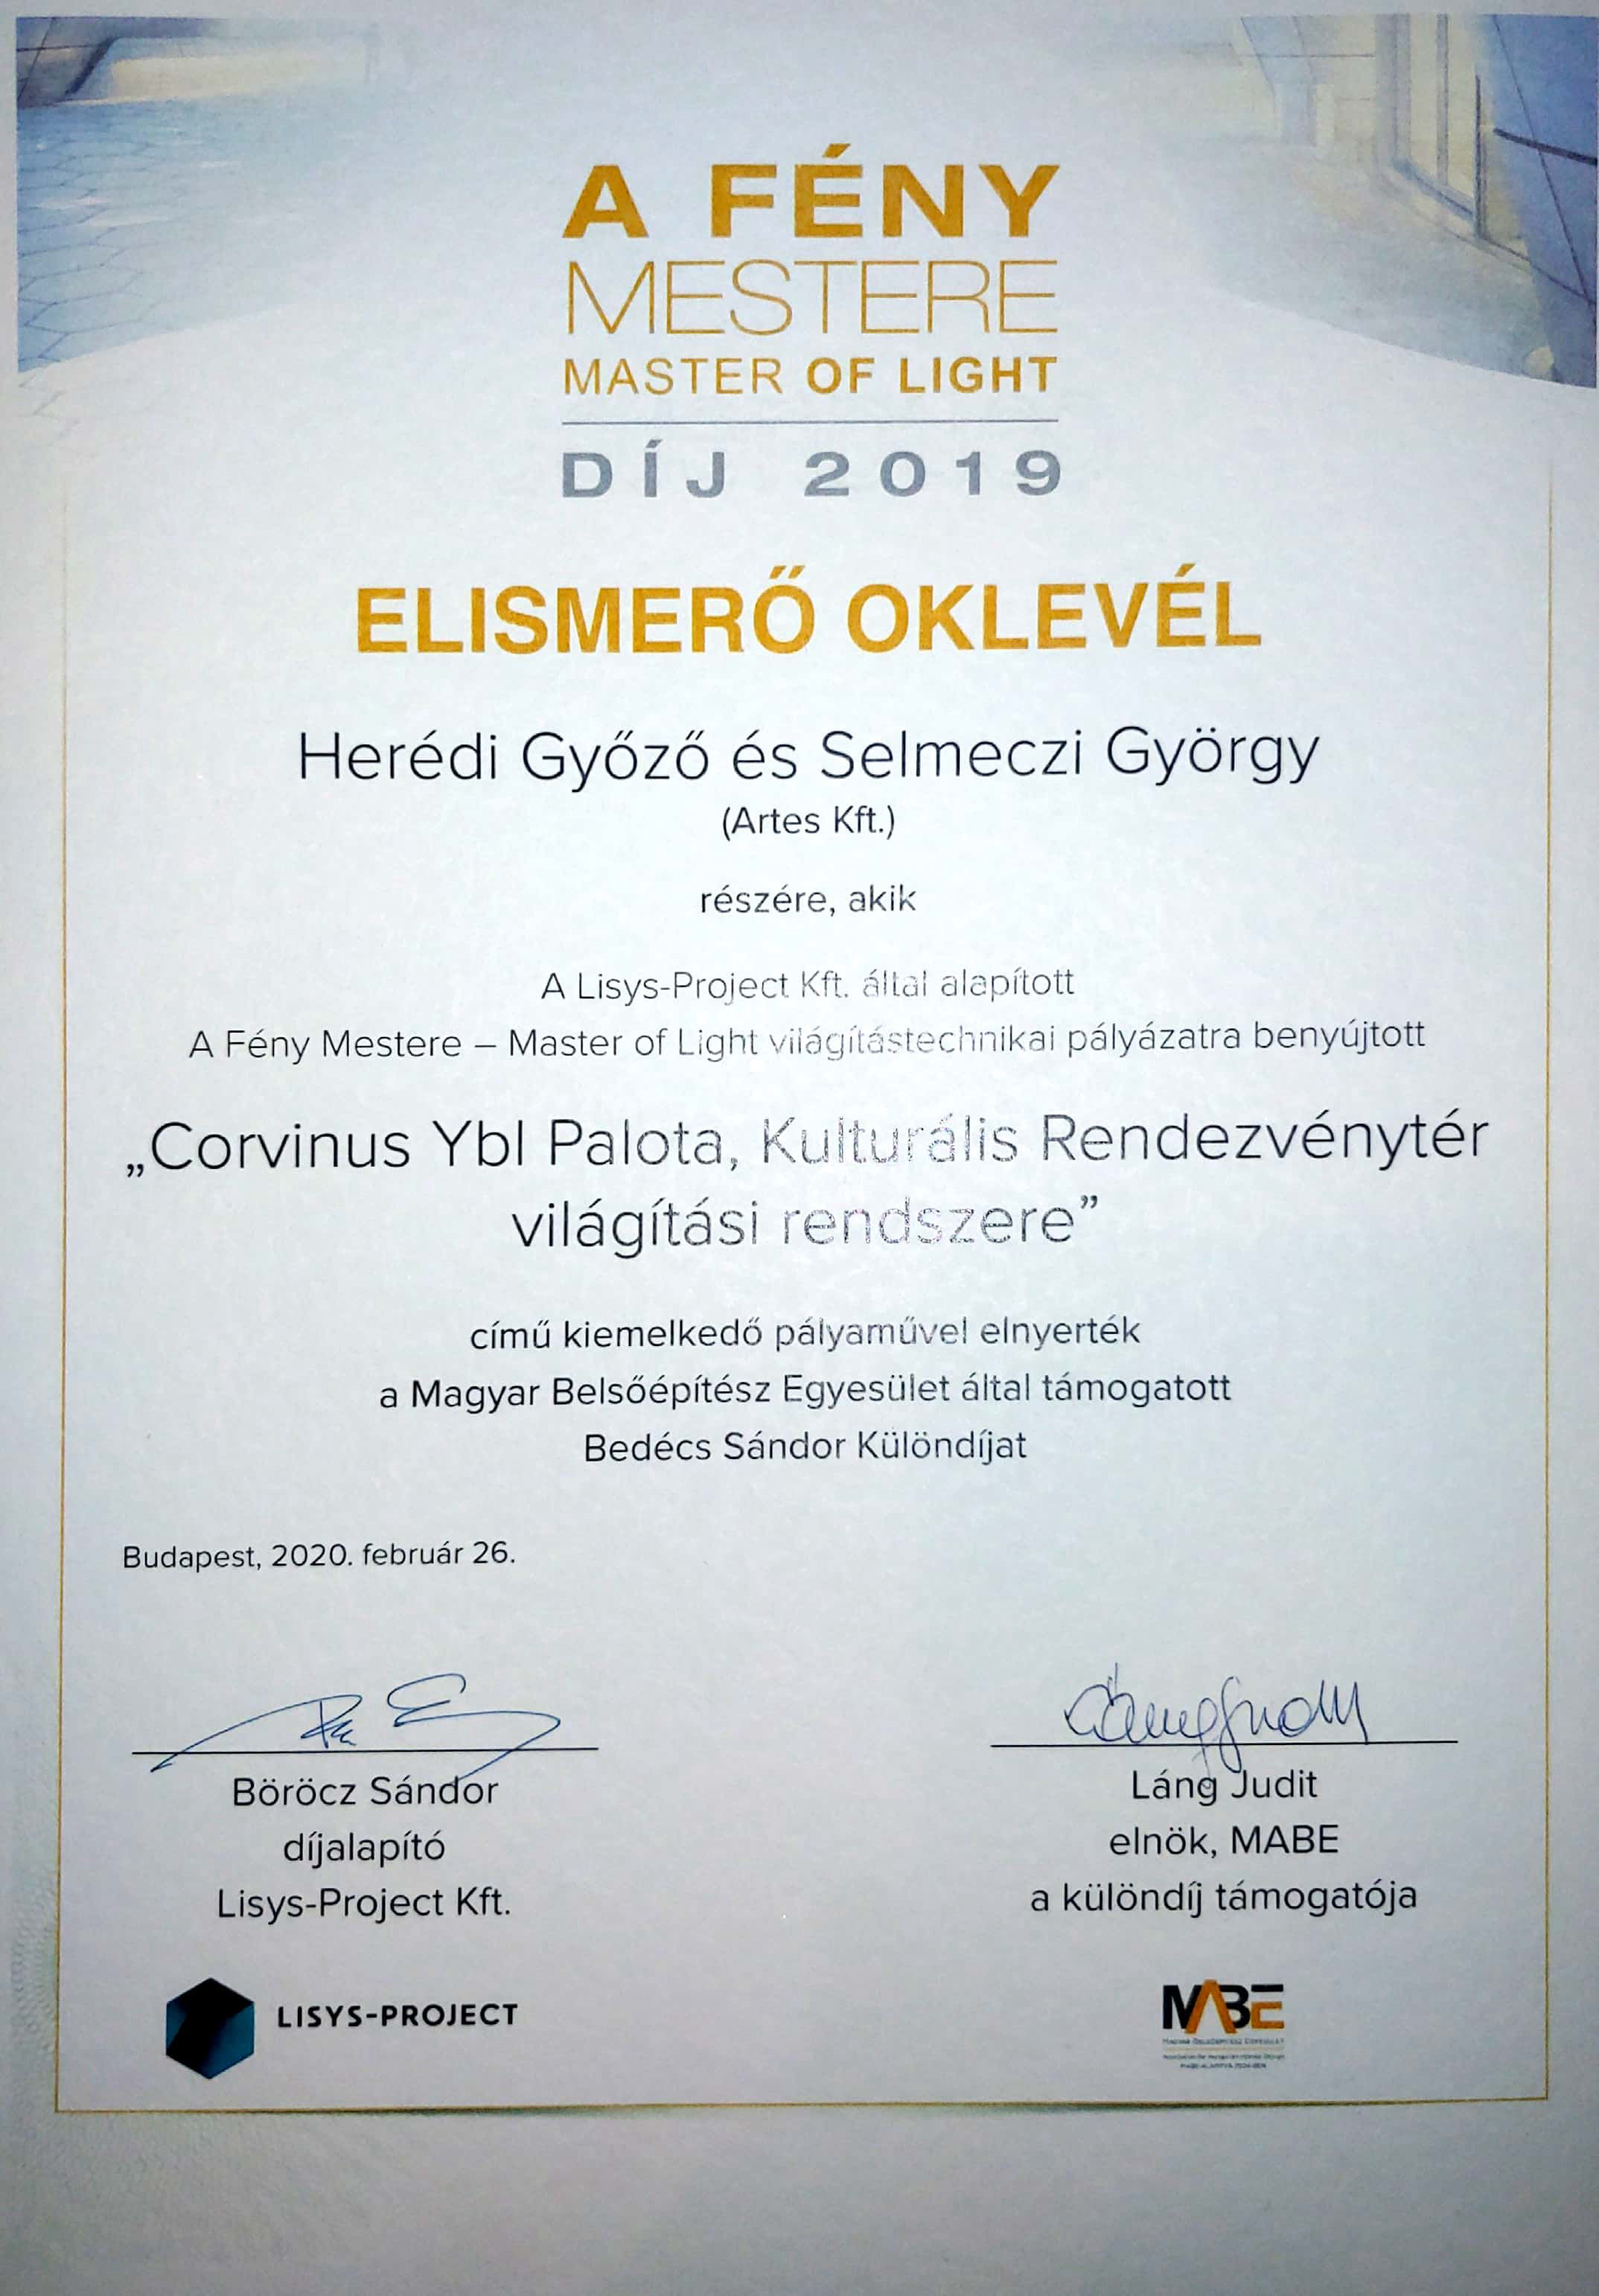 A FÉNY
MESTERE
MASTER OF LIGHT
DÍJ 2019
ELISMERŐ OKLEVÉL
Herédi Győző és Selmeczi György
(Artes Kft.)
részére, akik
A Lisys-Project Kft. által alapított
A Fény Mestere – Master of Light világítástechnikai pályázatra benyújtott
„Corvinus Ybl Palota, Kulturális Rendezvénytér
világítási rendszere”
című kiemelkedő pályaművel elnyerték
a Magyar Belsőépítész Egyesület által támogatott
Bedécs Sándor Különdíjat
Budapest, 2020. február 26.
Böröcz Sándor
díjalapító
Lisys-Project Kft.
Láng Judit
elnök, MABE
a különdíj támogatója
LISYS-PROJECT
MABE
MAGYAR BELSŐÉPÍTÉSZ EGYESÜLET